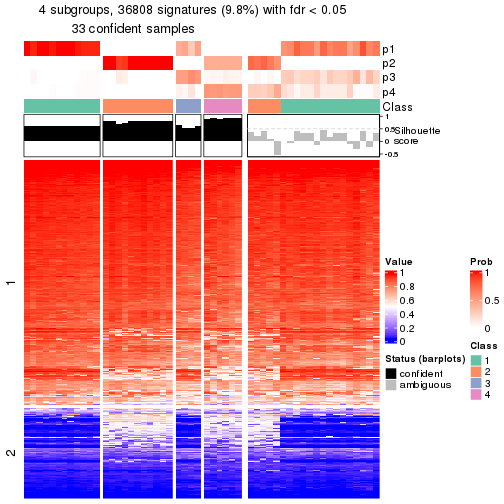 4 subgroups, 36808 signatures (9.8%) with fdr < 0.05
33 confident samples
p1
p2
p3
p4
Class
1
0.5
0
-0.5
Silhouette
score
1
2
Value
1
0.8
0.6
0.4
0.2
0
Status (barplots)
confident
ambiguous
Prob
1
0.5
0
Class
1
2
3
4